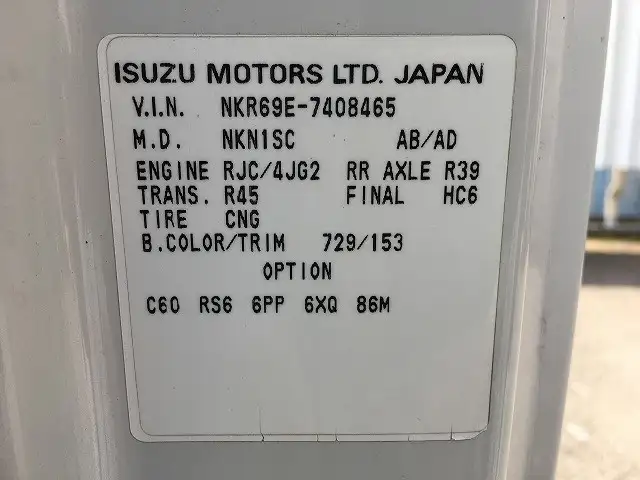 ISUZU MOTORS LTD. JAPAN
V.I.N. NKR69E-7408465
M.D. NKN1SC AB/AD
ENGINE RJC/4JG2 RR AXLE R39
TRANS. R45 FINAL HC6
TIRE CNG
B.COLOR/TRIM 729/153
OPTION
C60 RS6 6PP 6XQ 86M